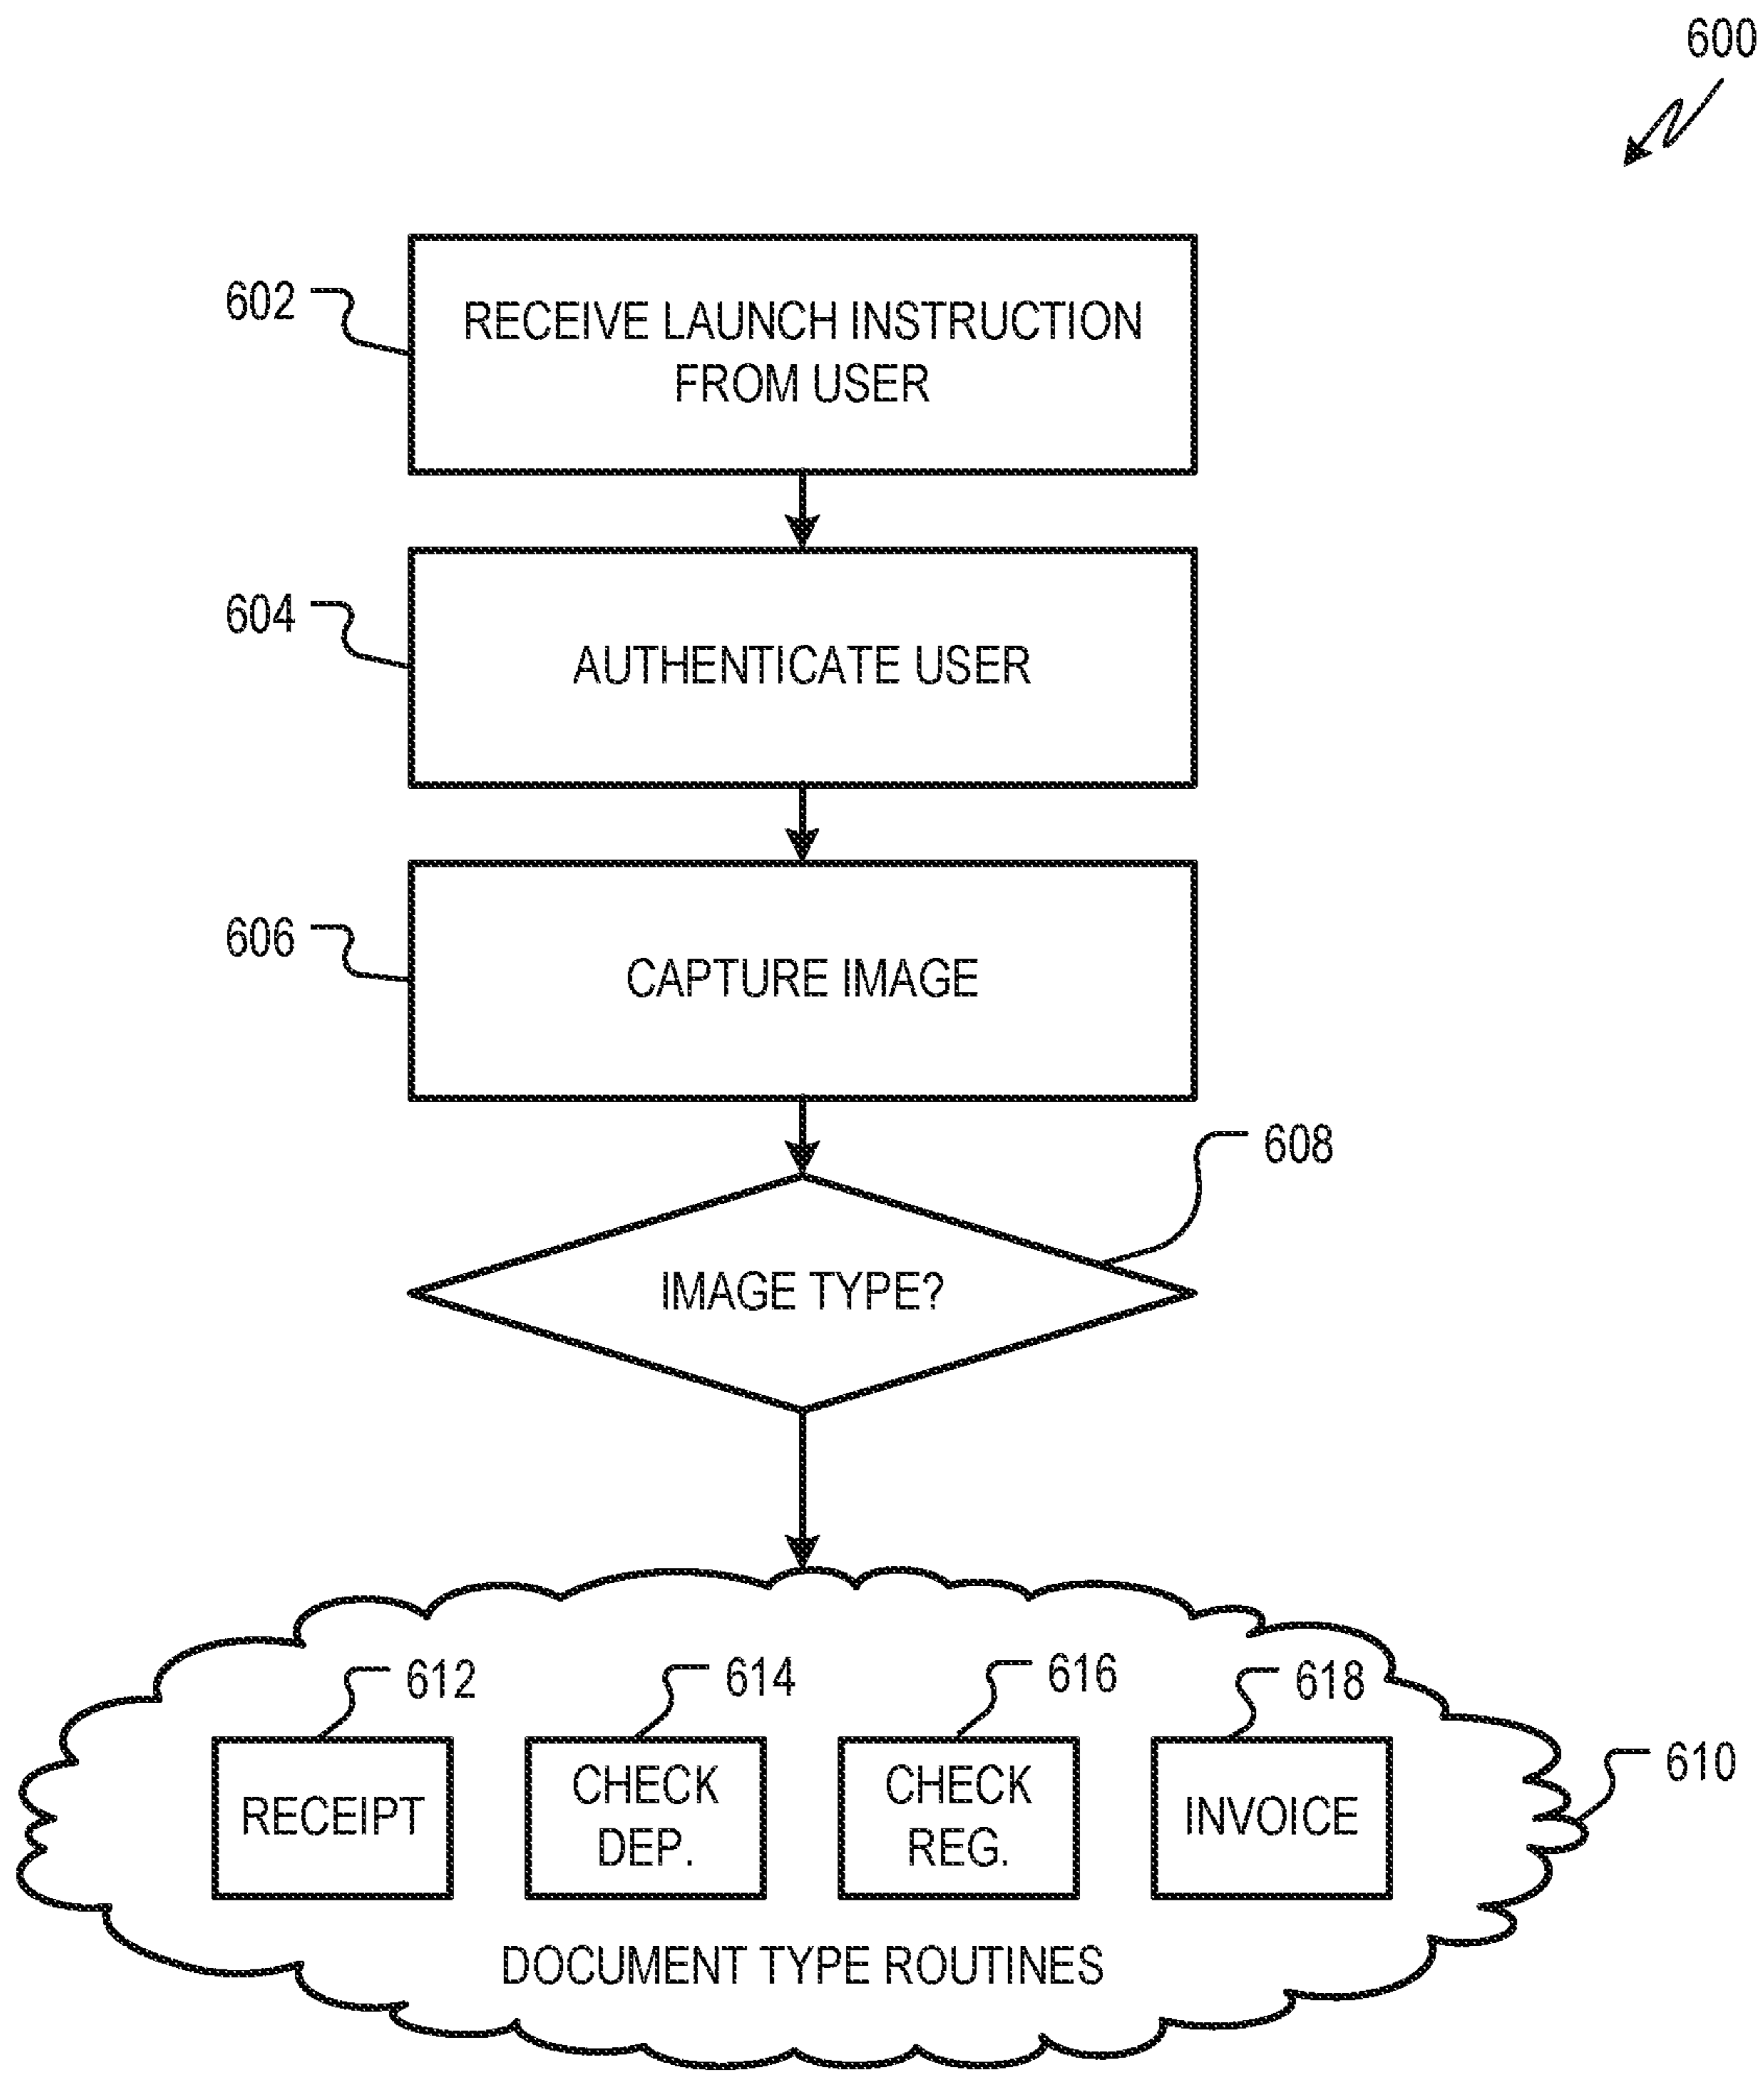 600
602
RECEIVE LAUNCH INSTRUCTION
FROM USER
604
AUTHENTICATE USER
606
CAPTURE IMAGE
608
IMAGE TYPE?
612
614
616
618
610
RECEIPT
CHECK
DEP.
CHECK
REG.
INVOICE
DOCUMENT TYPE ROUTINES